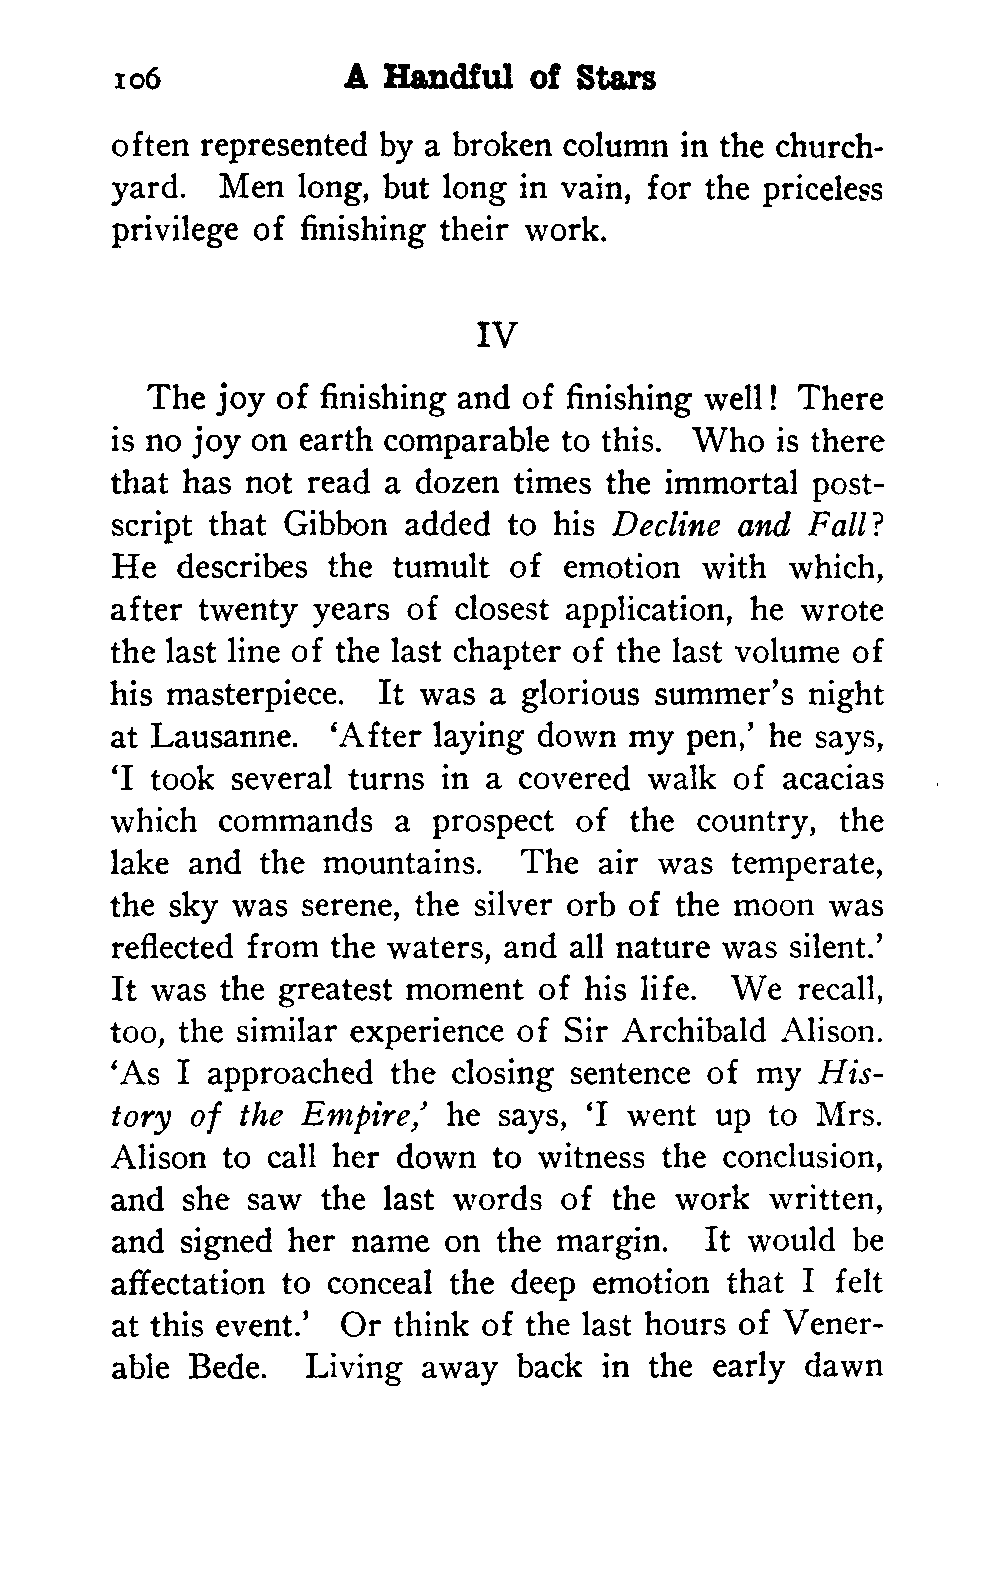 106 A Handful of Stars
often represented by a broken column in the church-
yard. Men long, but long in vain, for the priceless
privilege of finishing their work.
IV
The joy of finishing and of finishing well! There
is no joy on earth comparable to this. Who is there
that has not read a dozen times the immortal post-
script that Gibbon added to his Decline and Fall?
He describes the tumult of emotion with which,
after twenty years of closest application, he wrote
the last line of the last chapter of the last volume of
his masterpiece. It was a glorious summer's night
at Lausanne. ‘After laying down my pen,’ he says,
‘I took several turns in a covered walk of acacias
which commands a prospect of the country, the
lake and the mountains. The air was temperate,
the sky was serene, the silver orb of the moon was
reflected from the waters, and all nature was silent.’
It was the greatest moment of his life. We recall,
too, the similar experience of Sir Archibald Alison.
‘As I approached the closing sentence of my His-
tory of the Empire,’ he says, ‘I went up to Mrs.
Alison to call her down to witness the conclusion,
and she saw the last words of the work written,
and signed her name on the margin. It would be
affectation to conceal the deep emotion that I felt
at this event.’ Or think of the last hours of Vener-
able Bede. Living away back in the early dawn